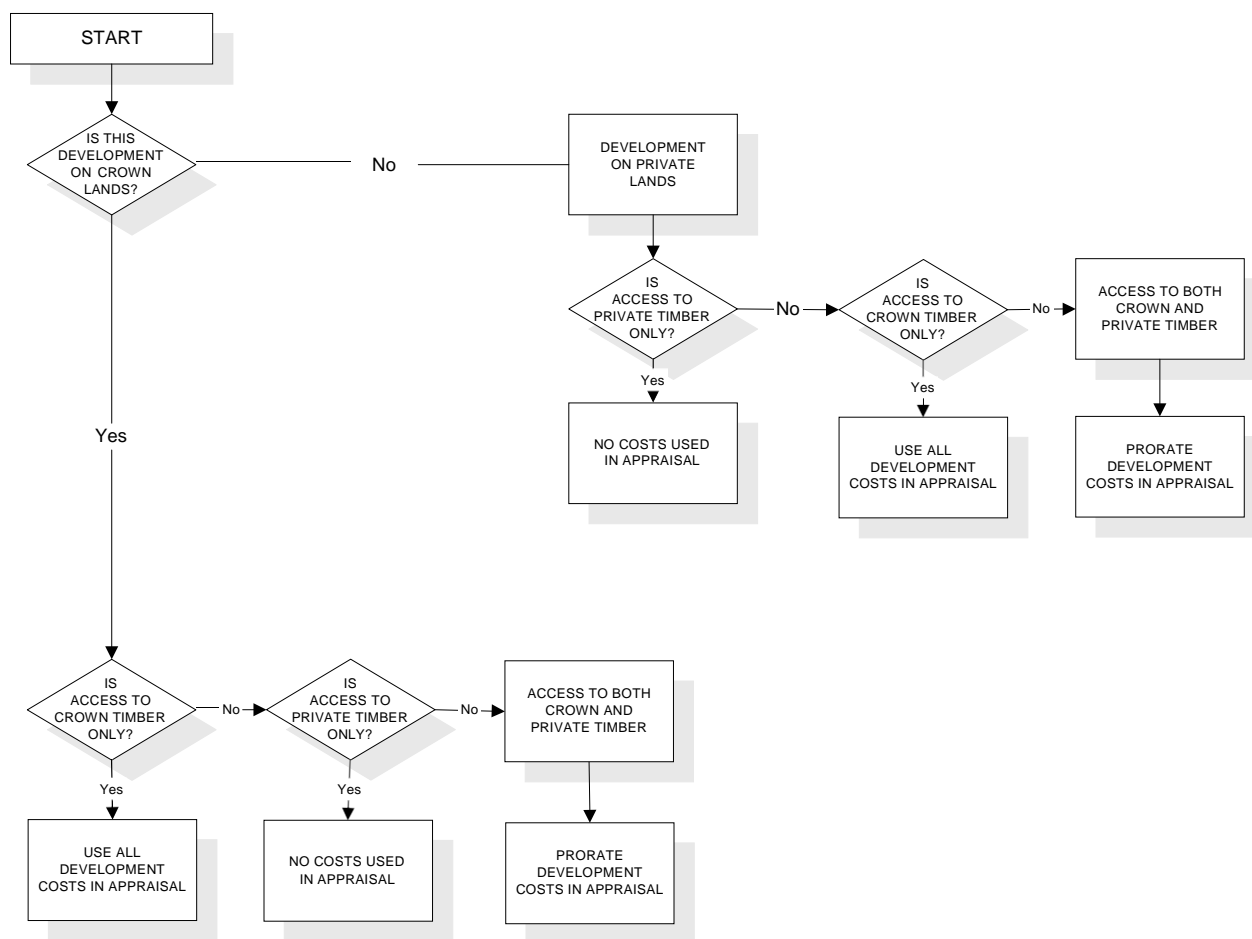 START
IS THIS
DEVELOPMENT
ON CROWN
LANDS?
No
DEVELOPMENT
ON PRIVATE
LANDS
IS
ACCESS TO
PRIVATE TIMBER
ONLY?
No
IS
ACCESS TO
CROWN TIMBER
ONLY?
No
ACCESS TO BOTH
CROWN AND
PRIVATE TIMBER
Yes
NO COSTS USED
IN APPRAISAL
Yes
USE ALL
DEVELOPMENT
COSTS IN APPRAISAL
PRORATE
DEVELOPMENT
COSTS IN APPRAISAL
Yes
IS
ACCESS TO
CROWN TIMBER
ONLY?
No
IS
ACCESS TO
PRIVATE TIMBER
ONLY?
No
ACCESS TO BOTH
CROWN AND
PRIVATE TIMBER
Yes
USE ALL
DEVELOPMENT
COSTS IN APPRAISAL
Yes
NO COSTS USED
IN APPRAISAL
PRORATE
DEVELOPMENT
COSTS IN APPRAISAL